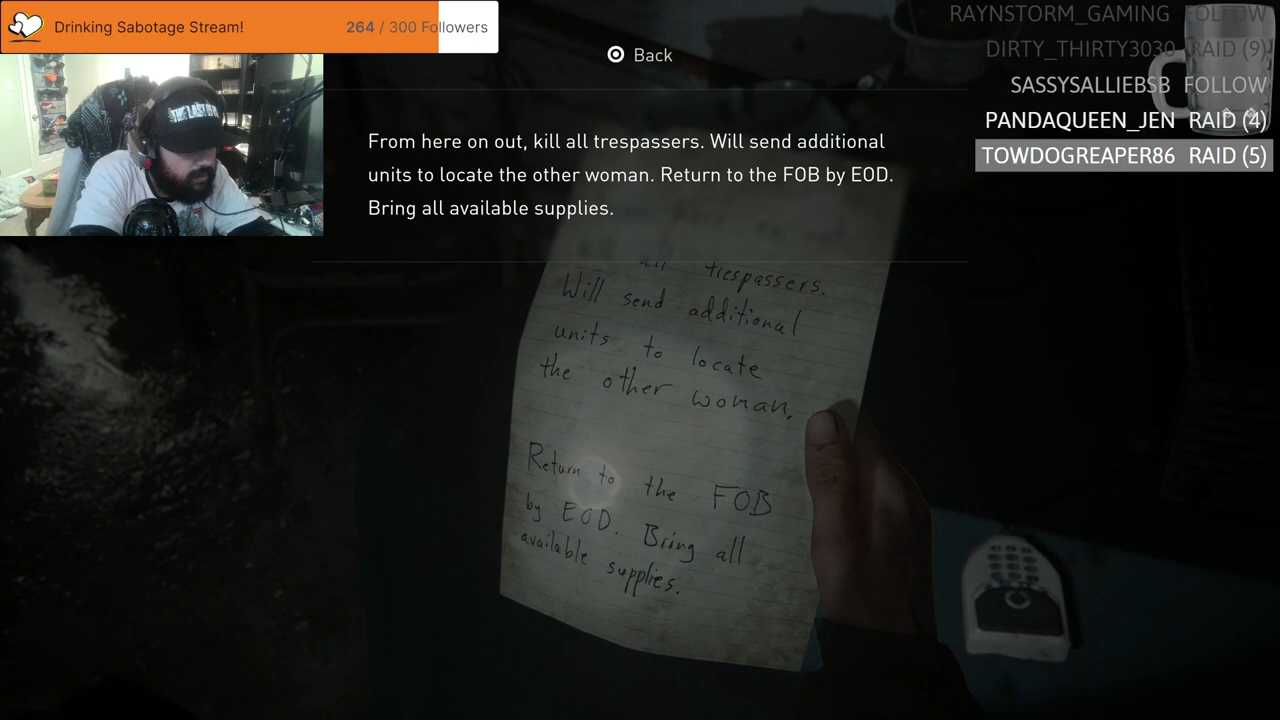 Drinking Sabotage Stream!
264 / 300 Followers
Back
RAYNSTORM_GAMING FOLLOW
DIRTY_THIRTY3030 RAID (9)
SASSYSALLIEBSB FOLLOW
PANDAQUEEN_JEN RAID (4)
TOWDOGREAPER86 RAID (5)
From here on out, kill all trespassers. Will send additional
units to locate the other woman. Return to the FOB by EOD.
Bring all available supplies.
all trespassers.
Will send additional
units to locate
the other woman.
Return to the FOB
by EOD. Bring all
available supplies.